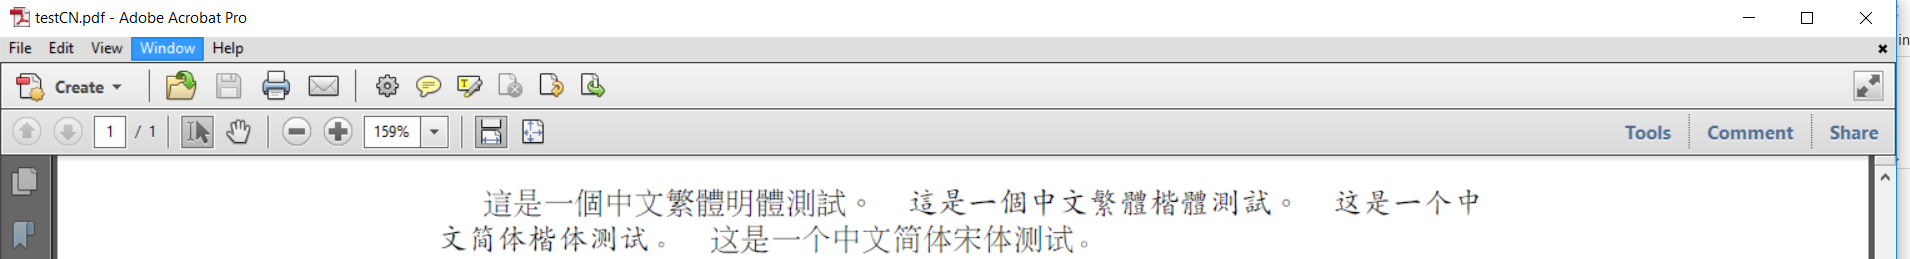 testCN.pdf - Adobe Acrobat Pro
File Edit View Window Help
in
Create
1 / 1 159% Tools Comment Share
這是一個中文繁體明體測試。 這是一個中文繁體楷體測試。 这是一个中
文简体楷体测试。 这是一个中文简体宋体测试。